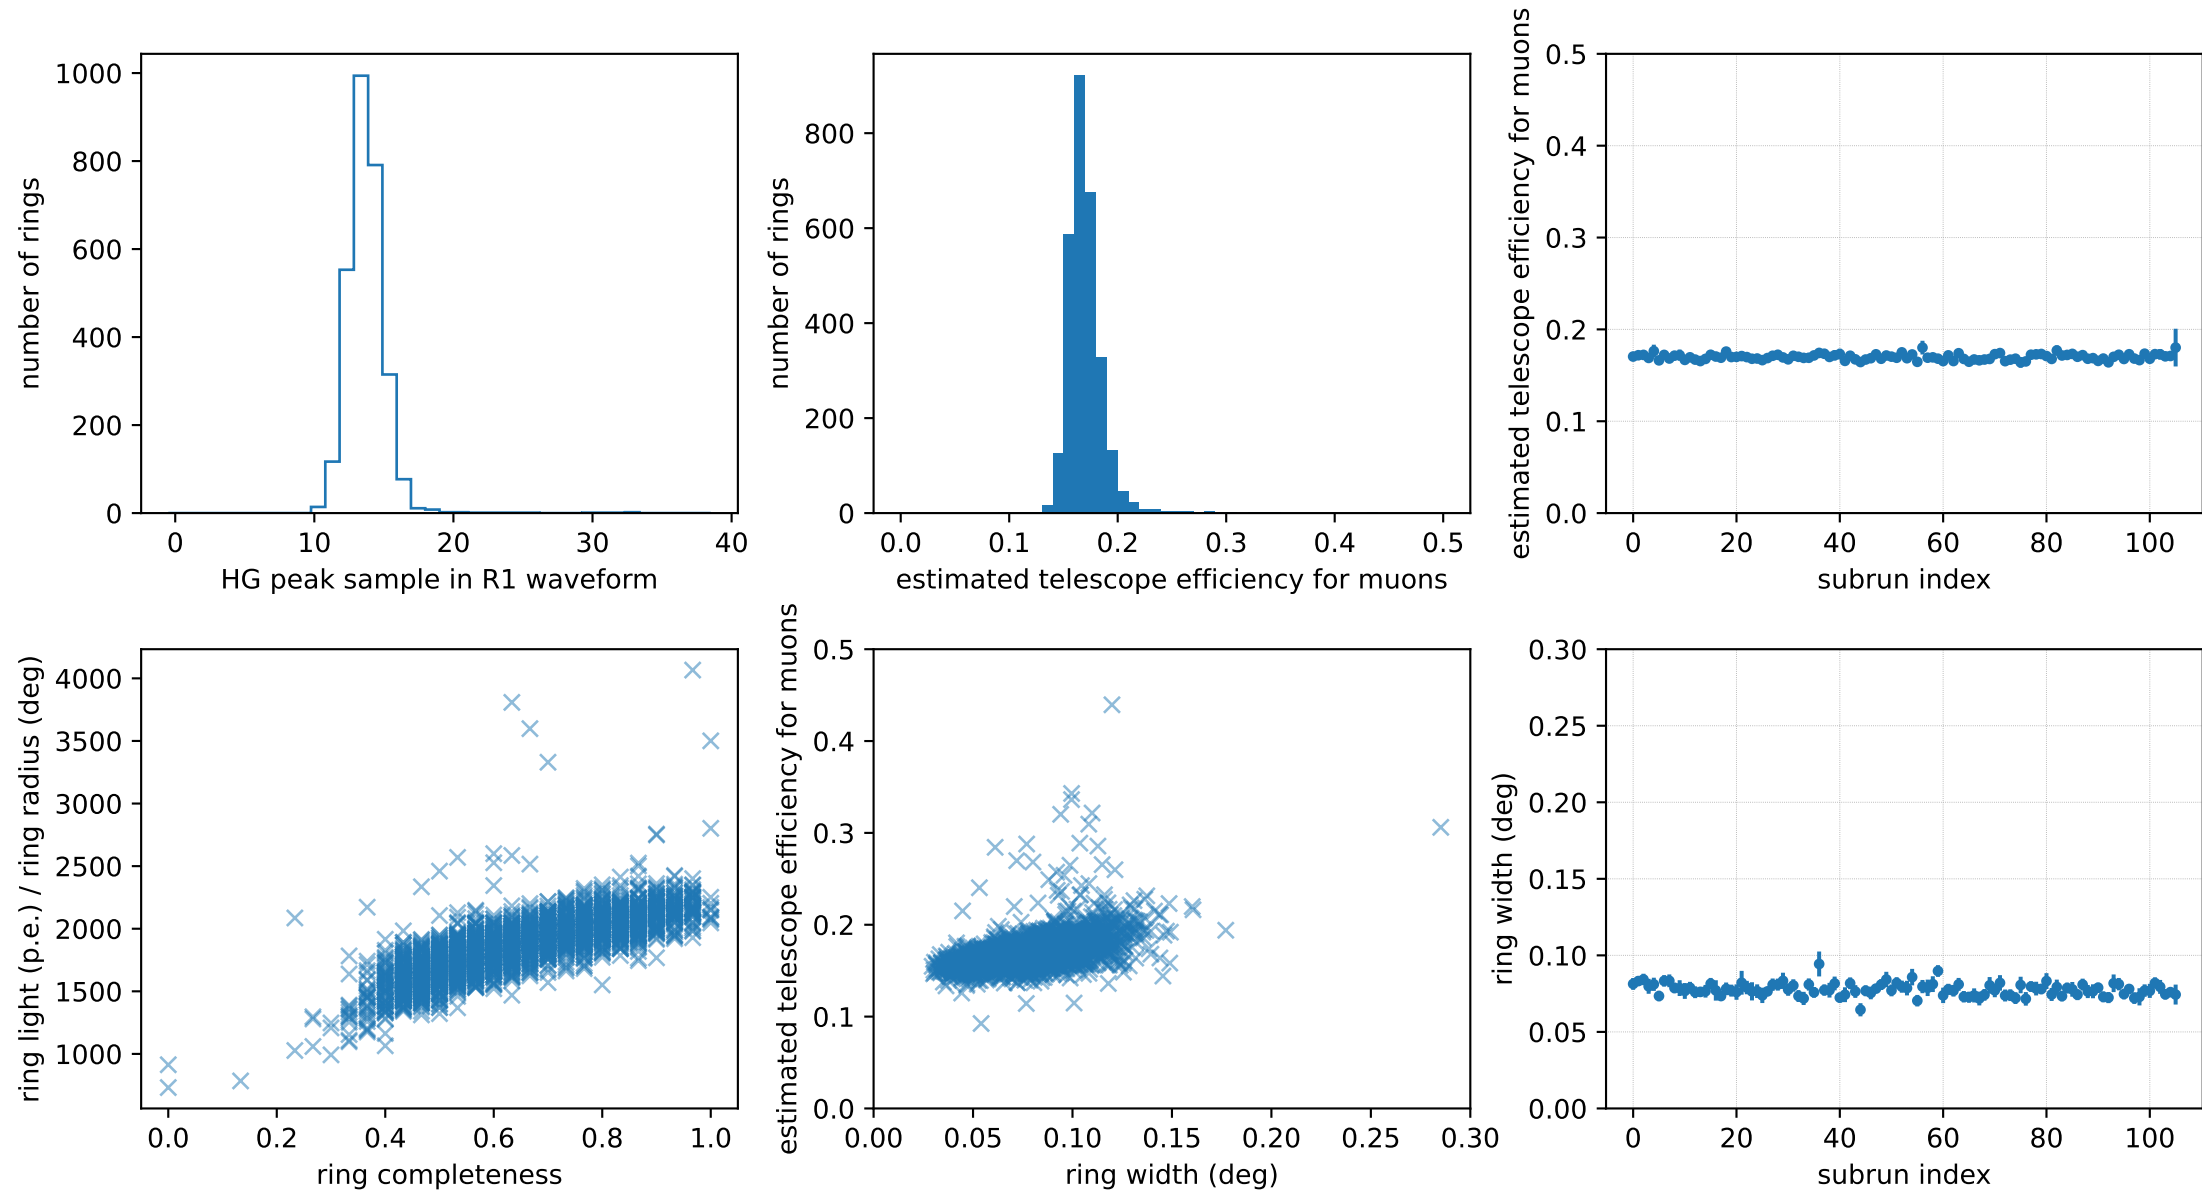 number of rings
1000
800
600
400
200
0
0 10 20 30 40
HG peak sample in R1 waveform
number of rings
800
600
400
200
0
0.0 0.1 0.2 0.3 0.4 0.5
estimated telescope efficiency for muons
estimated telescope efficiency for muons
0.5
0.4
0.3
0.2
0.1
0.0
0 20 40 60 80 100
subrun index
ring light (p.e.) / ring radius (deg)
4000
3500
3000
2500
2000
1500
1000
0.0 0.2 0.4 0.6 0.8 1.0
ring completeness
estimated telescope efficiency for muons
0.5
0.4
0.3
0.2
0.1
0.0
0.00 0.05 0.10 0.15 0.20 0.25 0.30
ring width (deg)
ring width (deg)
0.30
0.25
0.20
0.15
0.10
0.05
0.00
0 20 40 60 80 100
subrun index